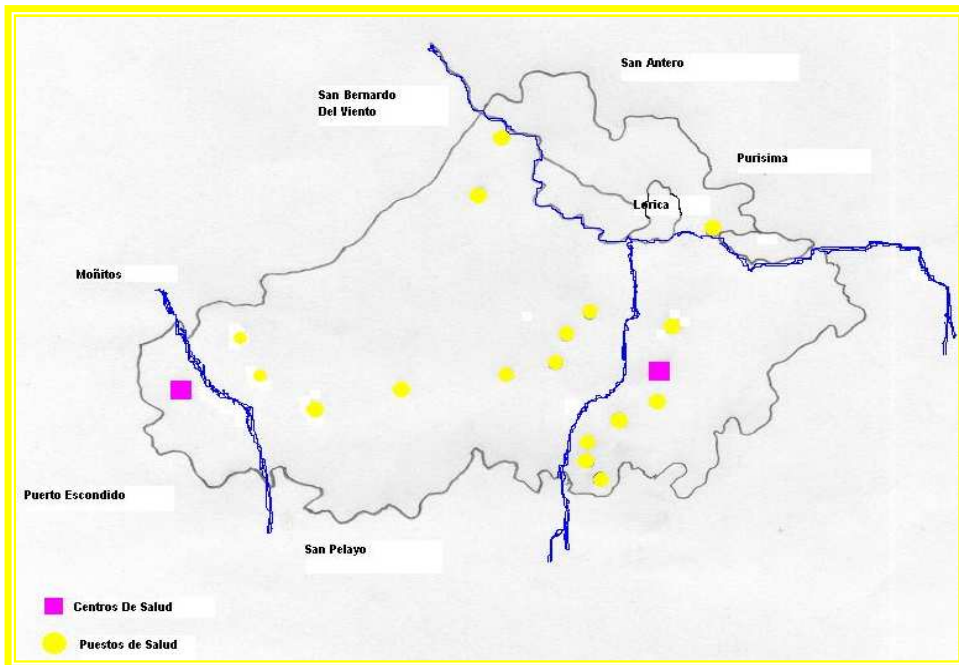 San Antero
San Bernardo
Del Viento
Purisima
Lorica
Moñitos
Puerto Escondido
San Pelayo
Centros De Salud
Puestos de Salud